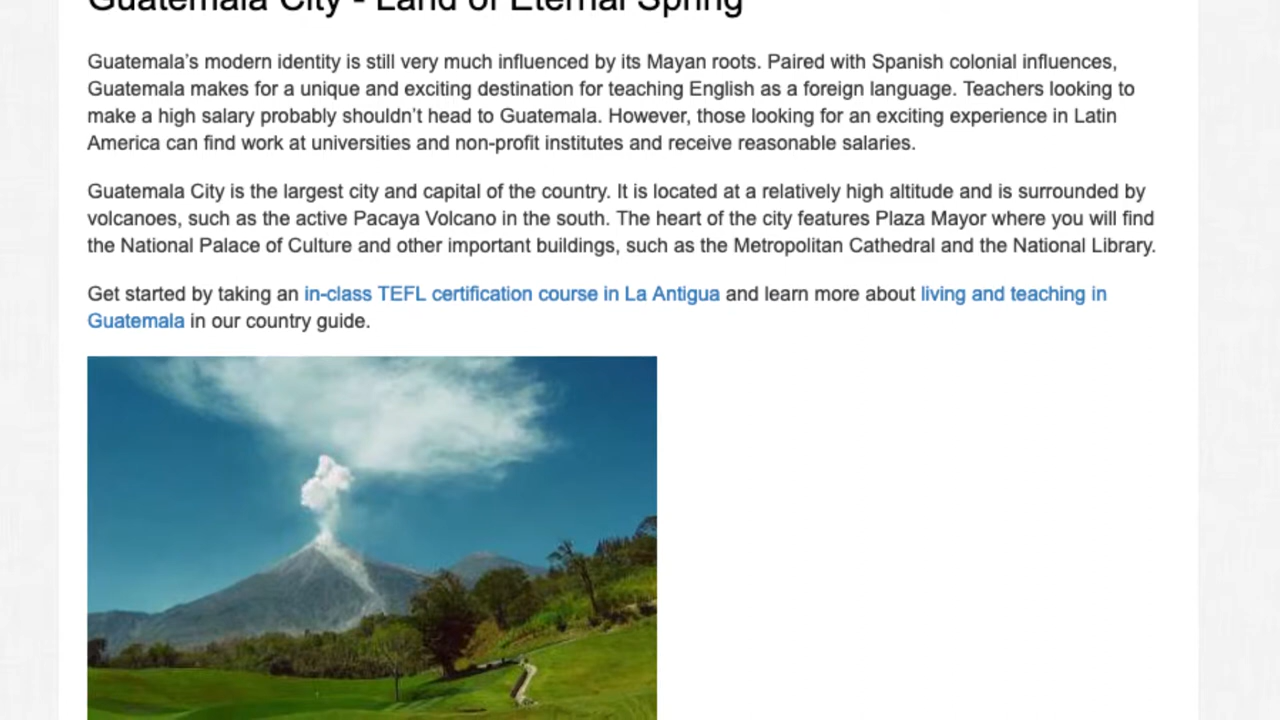 Guatemala City - Land of Eternal Spring
Guatemala’s modern identity is still very much influenced by its Mayan roots. Paired with Spanish colonial influences,
Guatemala makes for a unique and exciting destination for teaching English as a foreign language. Teachers looking to
make a high salary probably shouldn’t head to Guatemala. However, those looking for an exciting experience in Latin
America can find work at universities and non-profit institutes and receive reasonable salaries.
Guatemala City is the largest city and capital of the country. It is located at a relatively high altitude and is surrounded by
volcanoes, such as the active Pacaya Volcano in the south. The heart of the city features Plaza Mayor where you will find
the National Palace of Culture and other important buildings, such as the Metropolitan Cathedral and the National Library.
Get started by taking an in-class TEFL certification course in La Antigua and learn more about living and teaching in
Guatemala in our country guide.